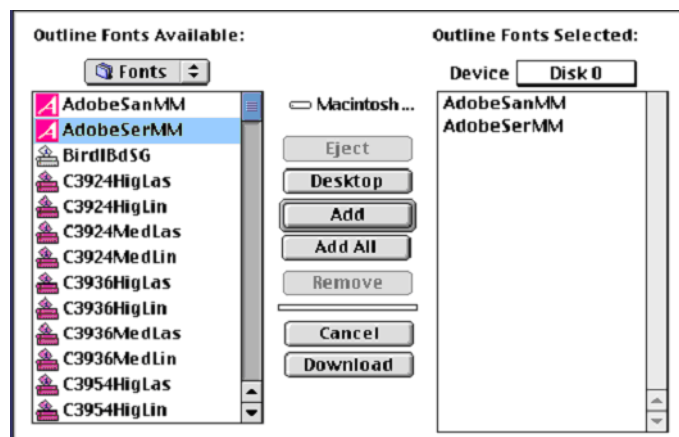 Outline Fonts Available:
Fonts
AdobeSanMM
AdobeSerMM
BirdlBdSG
C3924HigLas
C3924HigLin
C3924MedLas
C3924MedLin
C3936HigLas
C3936HigLin
C3936MedLas
C3936MedLin
C3954HigLas
C3954HigLin
Macintosh ...
Eject
Desktop
Add
Add All
Remove
Cancel
Download
Outline Fonts Selected:
Device Disk 0
AdobeSanMM
AdobeSerMM